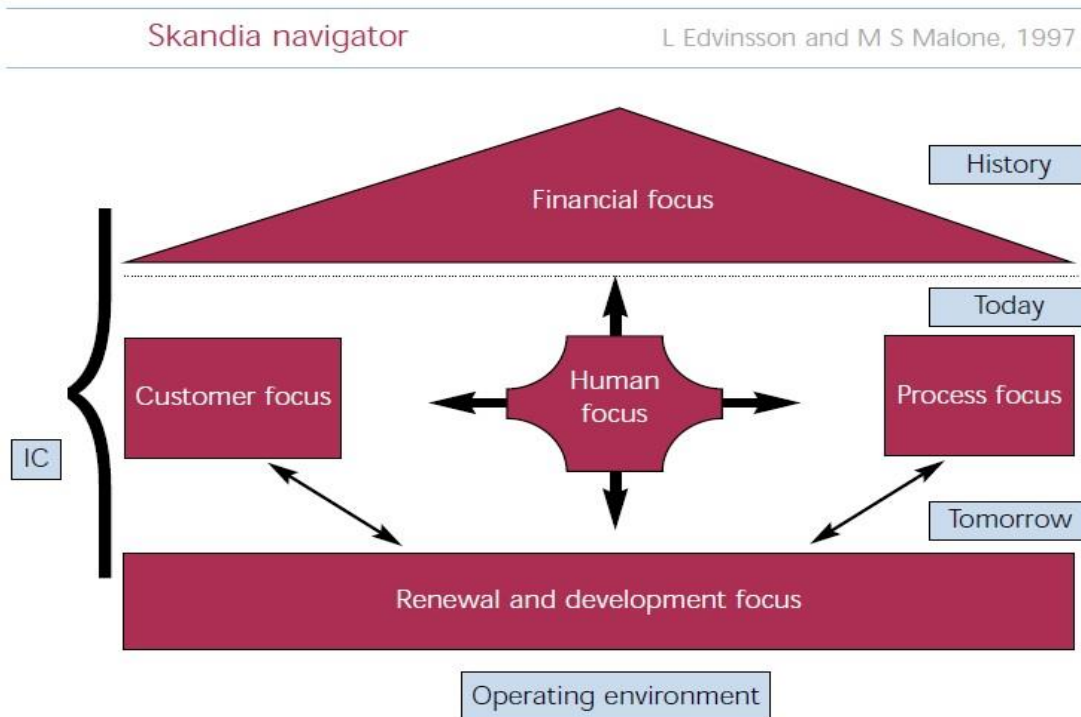 Skandia navigator
L Edvinsson and M S Malone, 1997
History
Financial focus
Today
Customer focus
Human
focus
Process focus
IC
Tomorrow
Renewal and development focus
Operating environment